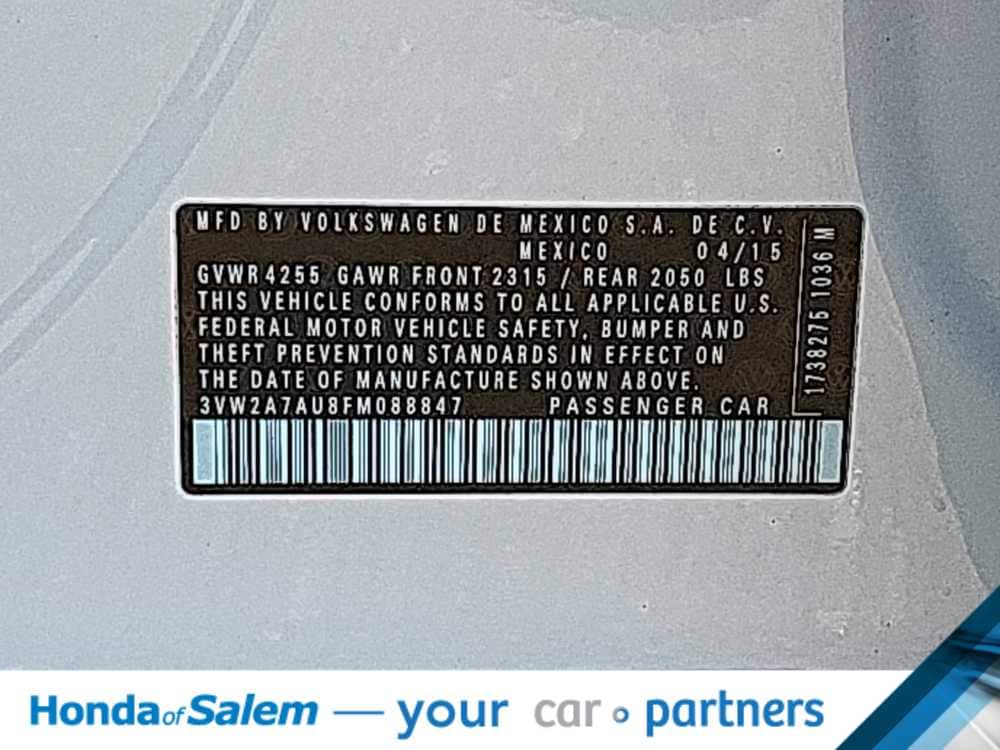 MFD BY VOLKSWAGEN DE MEXICO S.A. DE C.V.
MEXICO 04/15
GVWR 4255 GAWR FRONT 2315 / REAR 2050 LBS
THIS VEHICLE CONFORMS TO ALL APPLICABLE U.S.
FEDERAL MOTOR VEHICLE SAFETY, BUMPER AND
THEFT PREVENTION STANDARDS IN EFFECT ON
THE DATE OF MANUFACTURE SHOWN ABOVE.
3VW2A7AU8FM088847 PASSENGER CAR
1738276 1036 M
Honda of Salem — your car partners